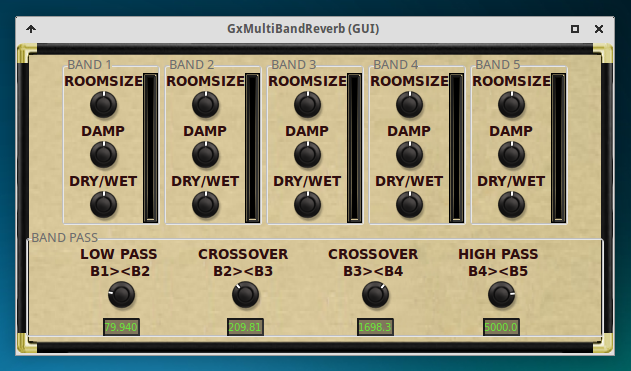 GxMultiBandReverb (GUI)
BAND 1 BAND 2 BAND 3 BAND 4 BAND 5
ROOMSIZE ROOMSIZE ROOMSIZE ROOMSIZE ROOMSIZE
DAMP DAMP DAMP DAMP DAMP
DRY/WET DRY/WET DRY/WET DRY/WET DRY/WET
BAND PASS
LOW PASS CROSSOVER CROSSOVER HIGH PASS
B1><B2 B2><B3 B3><B4 B4><B5
79.940 209.81 1698.3 5000.0